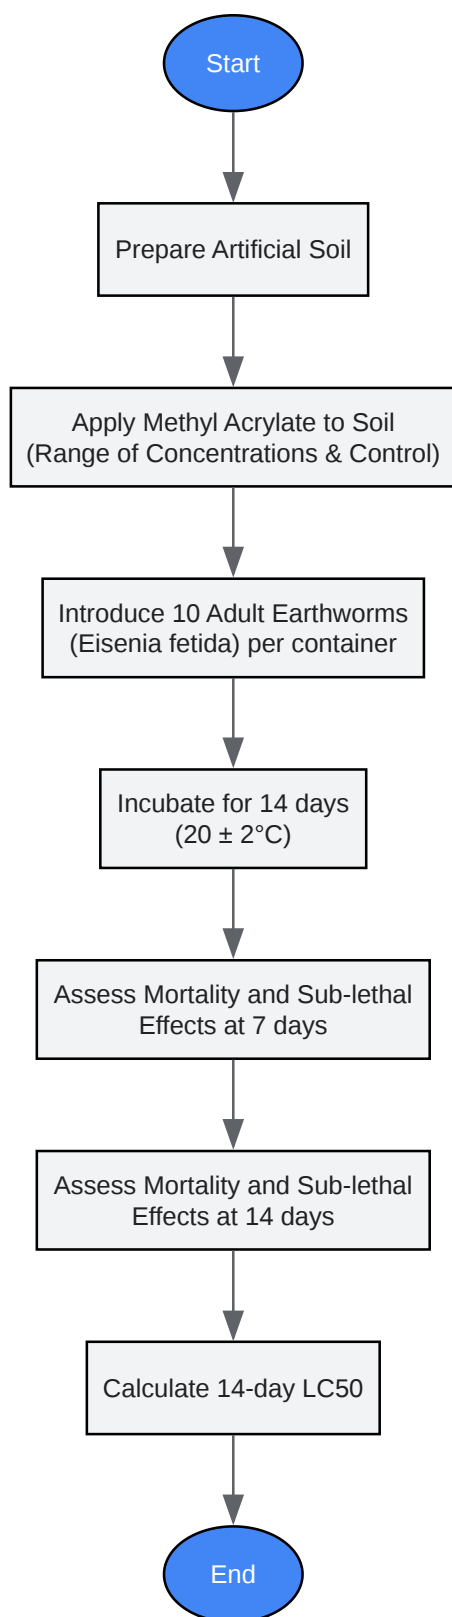 Start
Prepare Artificial Soil
Apply Methyl Acrylate to Soil
(Range of Concentrations & Control)
Introduce 10 Adult Earthworms
(Eisenia fetida) per container
Incubate for 14 days
(20 ± 2°C)
Assess Mortality and Sub-lethal
Effects at 7 days
Assess Mortality and Sub-lethal
Effects at 14 days
Calculate 14-day LC50
End